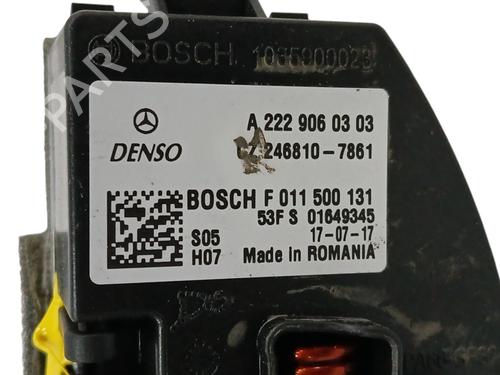 BOSCH 1035900023
A 222 906 03 03
DENSO 246810-7861
BOSCH F 011 500 131
53F S 01649345
S05 17-07-17
H07 Made in ROMANIA
PARTS